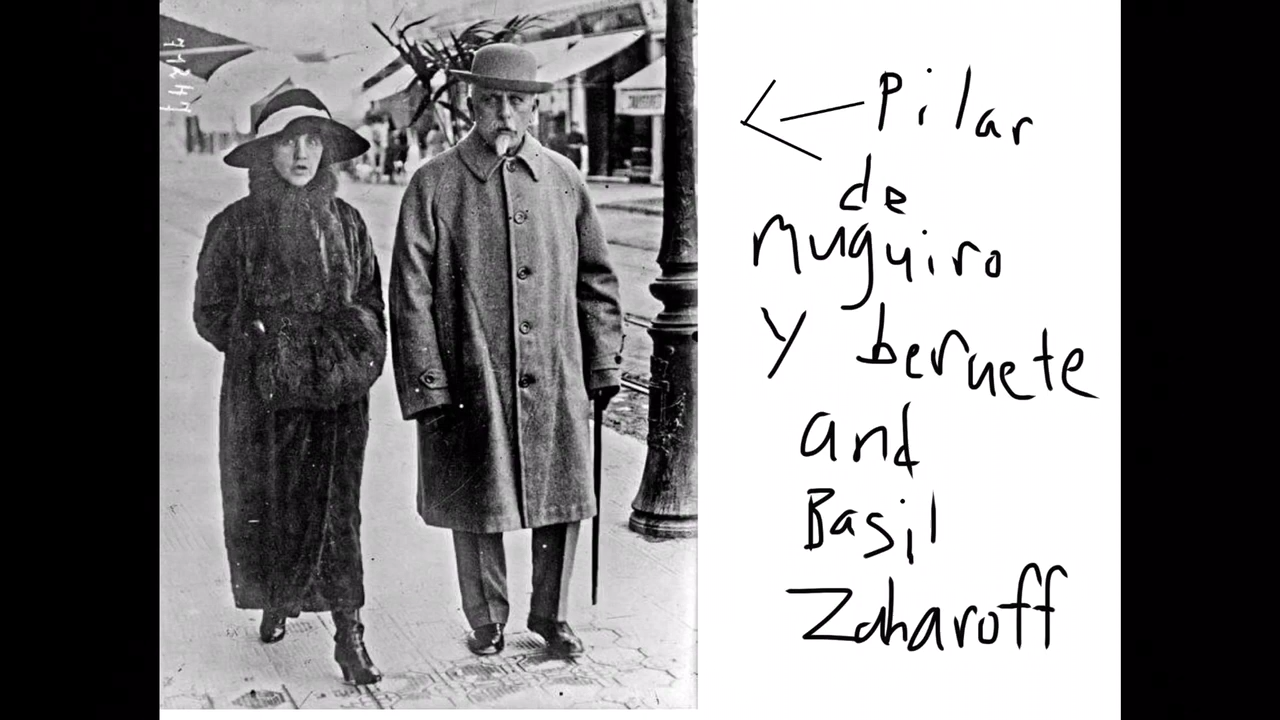 Pilar
de
Muguiro
Y beruete
and
Basil
Zaharoff